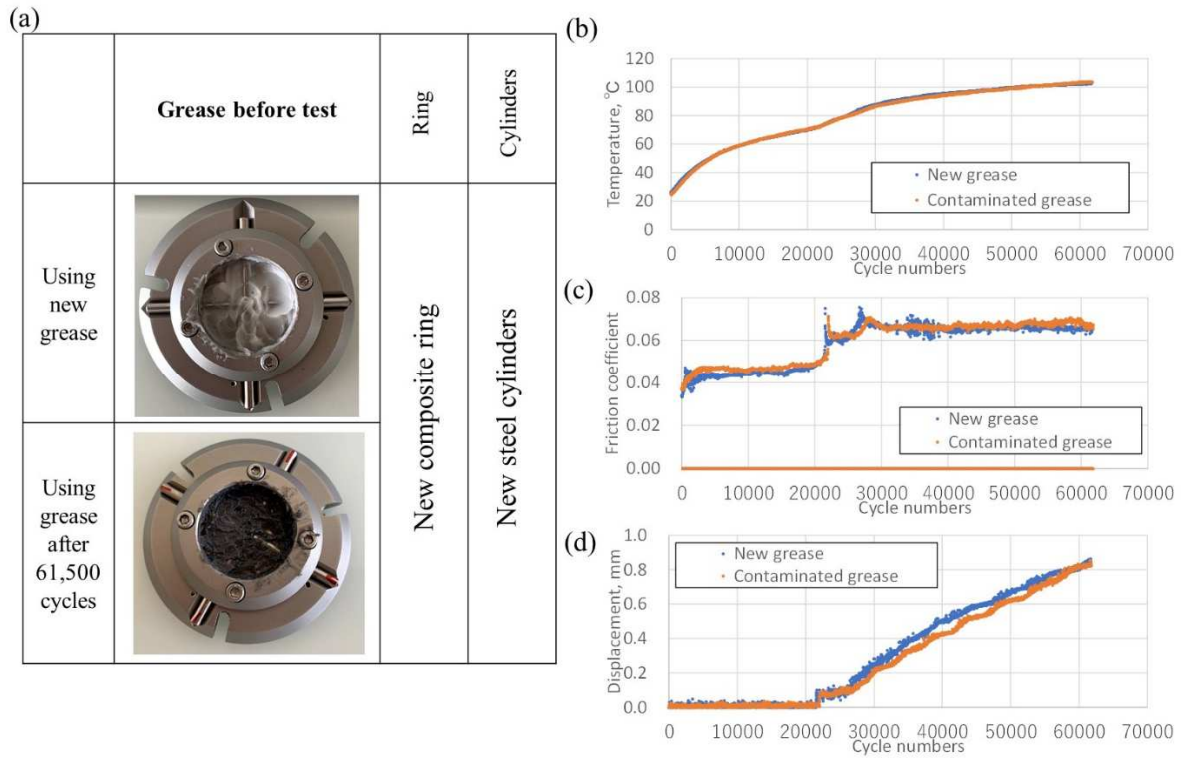 (a)
Grease before test
Ring
Cylinders
Using
new
grease
Using
grease
after
61,500
cycles
New composite ring
New steel cylinders
(b)
Temperature, °C
120
100
80
60
40
20
0
0 10000 20000 30000 40000 50000 60000 70000
Cycle numbers
New grease
Contaminated grease
(c)
Friction coefficient
0.08
0.06
0.04
0.02
0.00
0 10000 20000 30000 40000 50000 60000 70000
Cycle numbers
New grease
Contaminated grease
(d)
Displacement, mm
1.0
0.8
0.6
0.4
0.2
0.0
0 10000 20000 30000 40000 50000 60000 70000
Cycle numbers
New grease
Contaminated grease